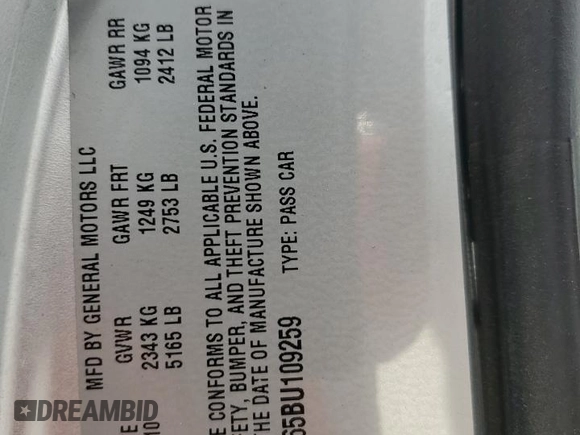 MFD BY GENERAL MOTORS LLC
GVWR GAWR FRT GAWR RR
2343 KG 1249 KG 1094 KG
5165 LB 2753 LB 2412 LB
E CONFORMS TO ALL APPLICABLE U.S. FEDERAL MOTOR
ETY, BUMPER, AND THEFT PREVENTION STANDARDS IN
THE DATE OF MANUFACTURE SHOWN ABOVE.
65BU109259 TYPE: PASS CAR
DREAMBID